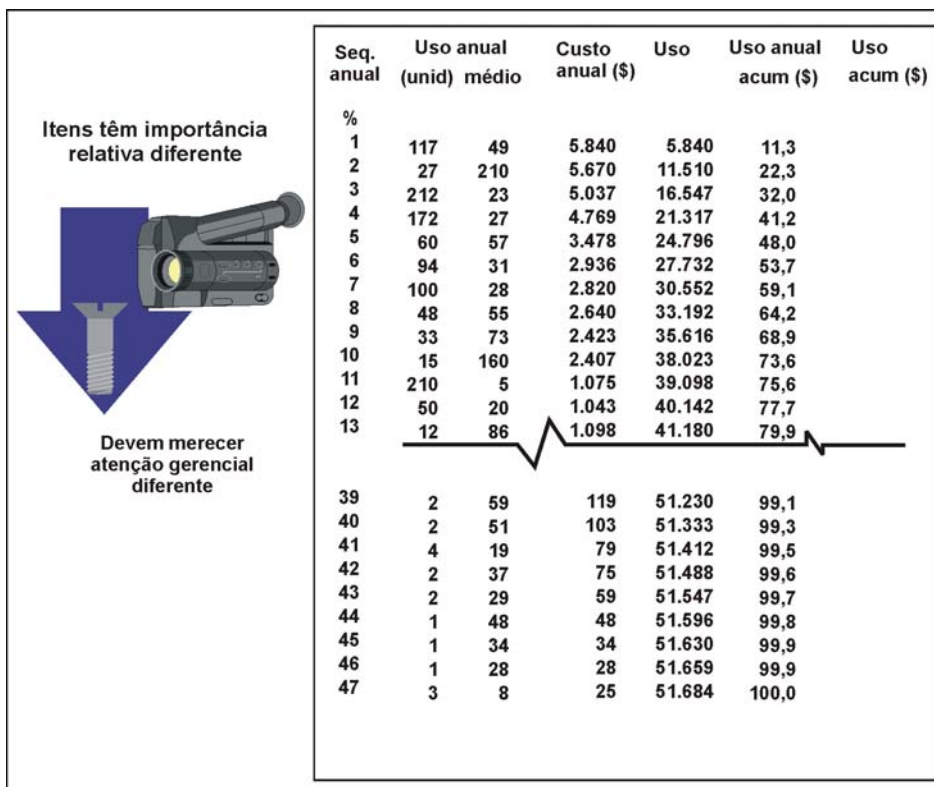 Itens têm importância
relativa diferente
Devem merecer
atenção gerencial
diferente
Seq. Uso anual Custo Uso Uso anual Uso
anual (unid) médio anual ($) acum ($) acum ($)
%
1 117 49 5.840 5.840 11,3
2 27 210 5.670 11.510 22,3
3 212 23 5.037 16.547 32,0
4 172 27 4.769 21.317 41,2
5 60 57 3.478 24.796 48,0
6 94 31 2.936 27.732 53,7
7 100 28 2.820 30.552 59,1
8 48 55 2.640 33.192 64,2
9 33 73 2.423 35.616 68,9
10 15 160 2.407 38.023 73,6
11 210 5 1.075 39.098 75,6
12 50 20 1.043 40.142 77,7
13 12 86 1.098 41.180 79,9
39 2 59 119 51.230 99,1
40 2 51 103 51.333 99,3
41 4 19 79 51.412 99,5
42 2 37 75 51.488 99,6
43 2 29 59 51.547 99,7
44 1 48 48 51.596 99,8
45 1 34 34 51.630 99,9
46 1 28 28 51.659 99,9
47 3 8 25 51.684 100,0